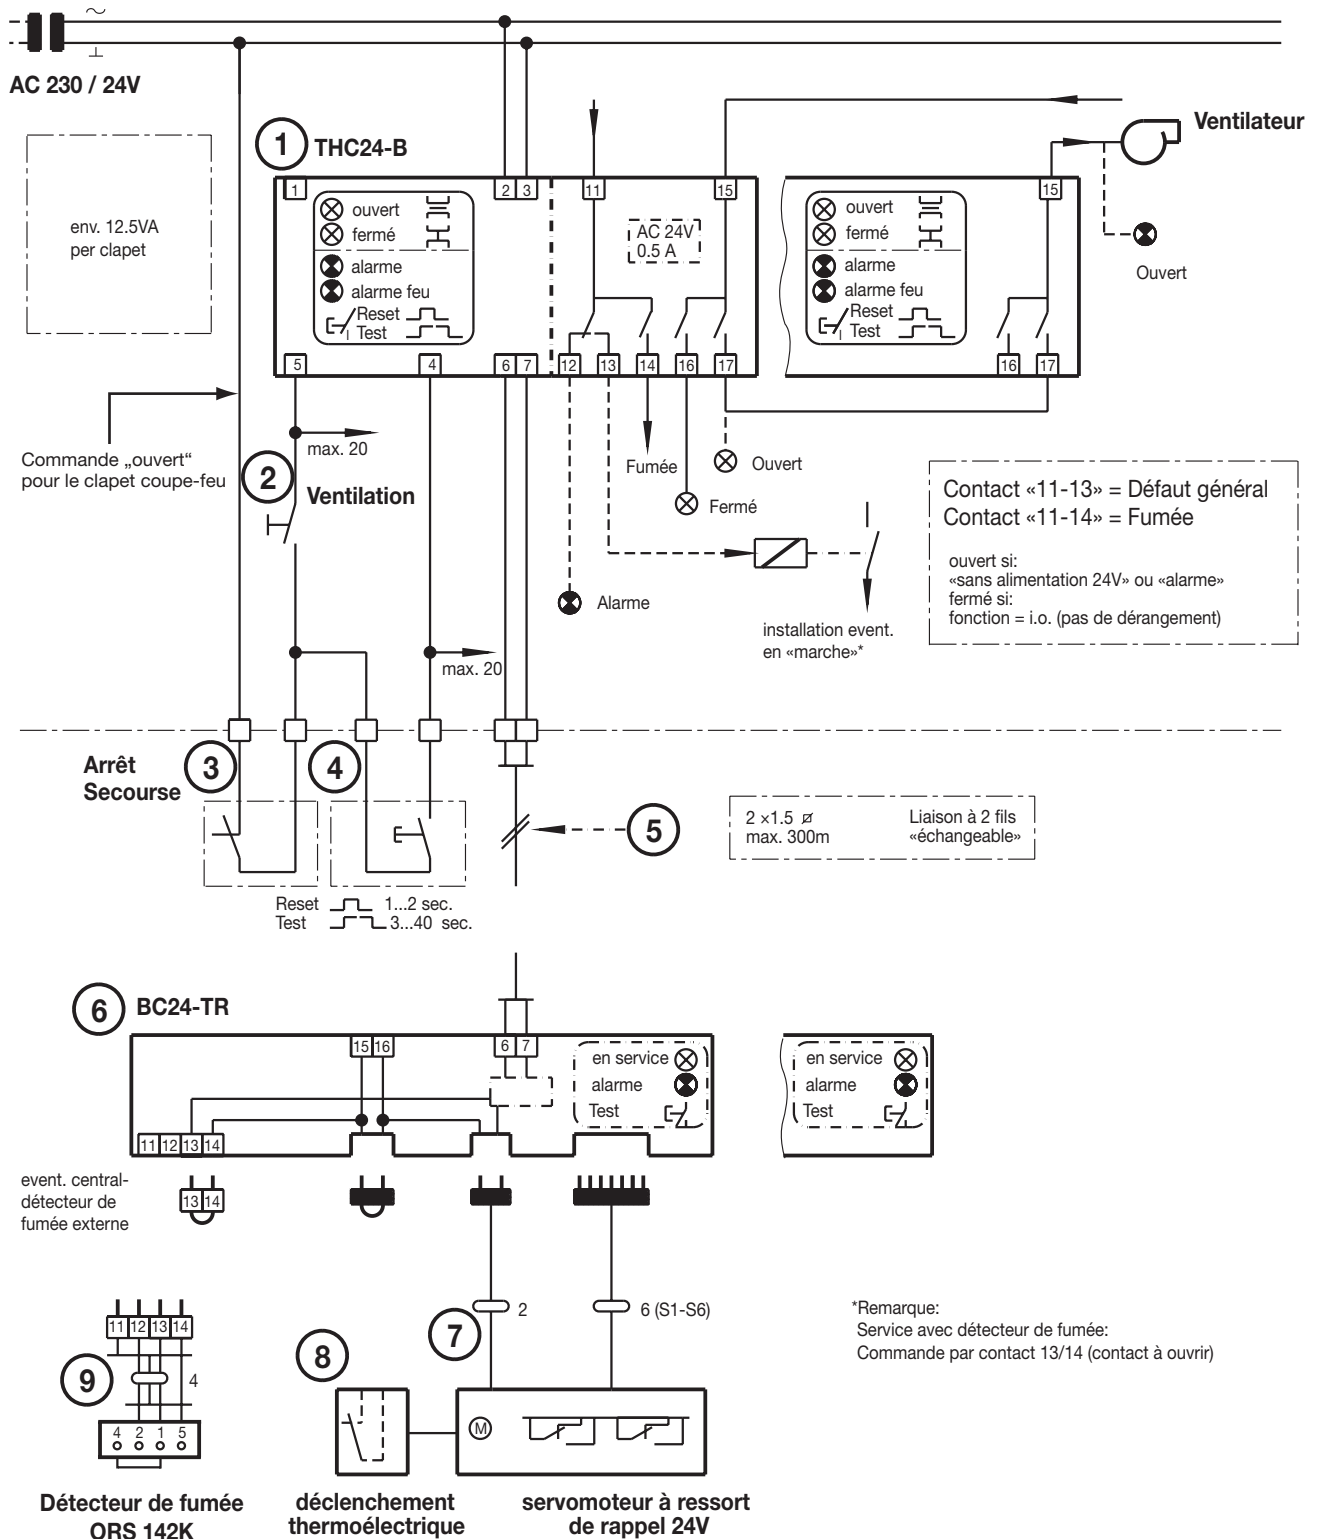 ~
⊥
AC 230 / 24V
Ventilateur
1 THC24-B
env. 12.5VA
per clapet
1
2 3
11
15
15
ouvert
fermé
alarme
alarme feu
Reset
Test
AC 24V
0.5 A
ouvert
fermé
alarme
alarme feu
Reset
Test
Ouvert
5
4
6 7
12
13
14
16
17
16
17
Commande „ouvert“
pour le clapet coupe-feu
max. 20
2
Ventilation
Fumée
Ouvert
Fermé
Alarme
Contact «11-13» = Défaut général
Contact «11-14» = Fumée
ouvert si:
«sans alimentation 24V» ou «alarme»
fermé si:
fonction = i.o. (pas de dérangement)
installation event.
en «marche»*
max. 20
Arrêt
Secourse
3
4
5
2 ×1.5 ⌀
max. 300m
Liaison à 2 fils
«échangeable»
Reset 1...2 sec.
Test 3...40 sec.
6 BC24-TR
15 16
6 7
en service
alarme
Test
en service
alarme
Test
11 12 13 14
event. central-
détecteur de
fumée externe
13 14
2
6 (S1-S6)
7
8
*Remarque:
Service avec détecteur de fumée:
Commande par contact 13/14 (contact à ouvrir)
11 12 13 14
9
4
4 2 1 5
M
Détecteur de fumée
ORS 142K
déclenchement
thermoélectrique
servomoteur à ressort
de rappel 24V